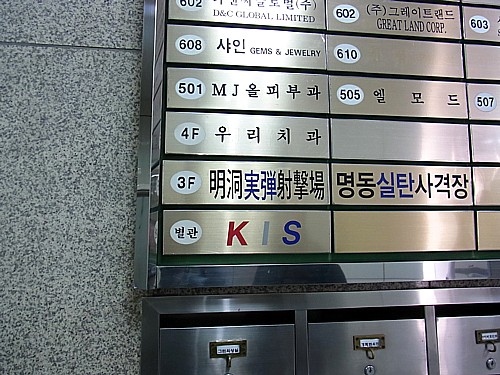 602 D&C GLOBAL LIMITED
602 (주)그레이트랜드 GREAT LAND CORP.
603
608 샤인 GEMS & JEWELRY
610
501 MJ올피부과
505 엘모드
507
4F 우리치과
3F 明洞実弾射撃場 명동실탄사격장
별관 KIS